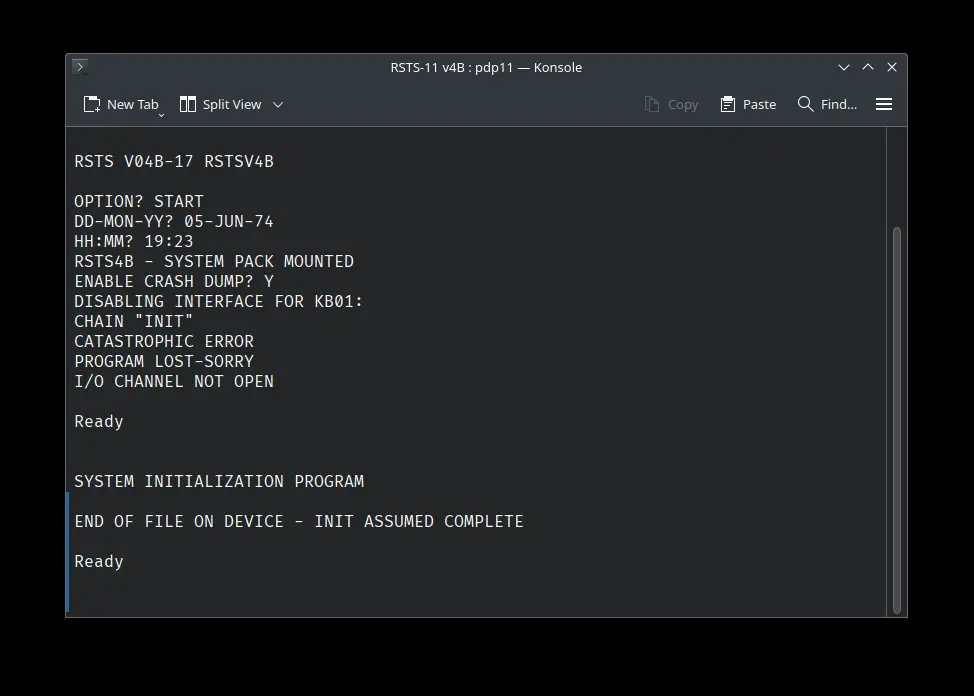 RSTS-11 v4B : pdp11 — Konsole
New Tab
Split View
Copy
Paste
Find...
RSTS V04B-17 RSTSV4B
OPTION? START
DD-MON-YY? 05-JUN-74
HH:MM? 19:23
RSTS4B - SYSTEM PACK MOUNTED
ENABLE CRASH DUMP? Y
DISABLING INTERFACE FOR KB01:
CHAIN "INIT"
CATASTROPHIC ERROR
PROGRAM LOST-SORRY
I/O CHANNEL NOT OPEN
Ready
SYSTEM INITIALIZATION PROGRAM
END OF FILE ON DEVICE - INIT ASSUMED COMPLETE
Ready